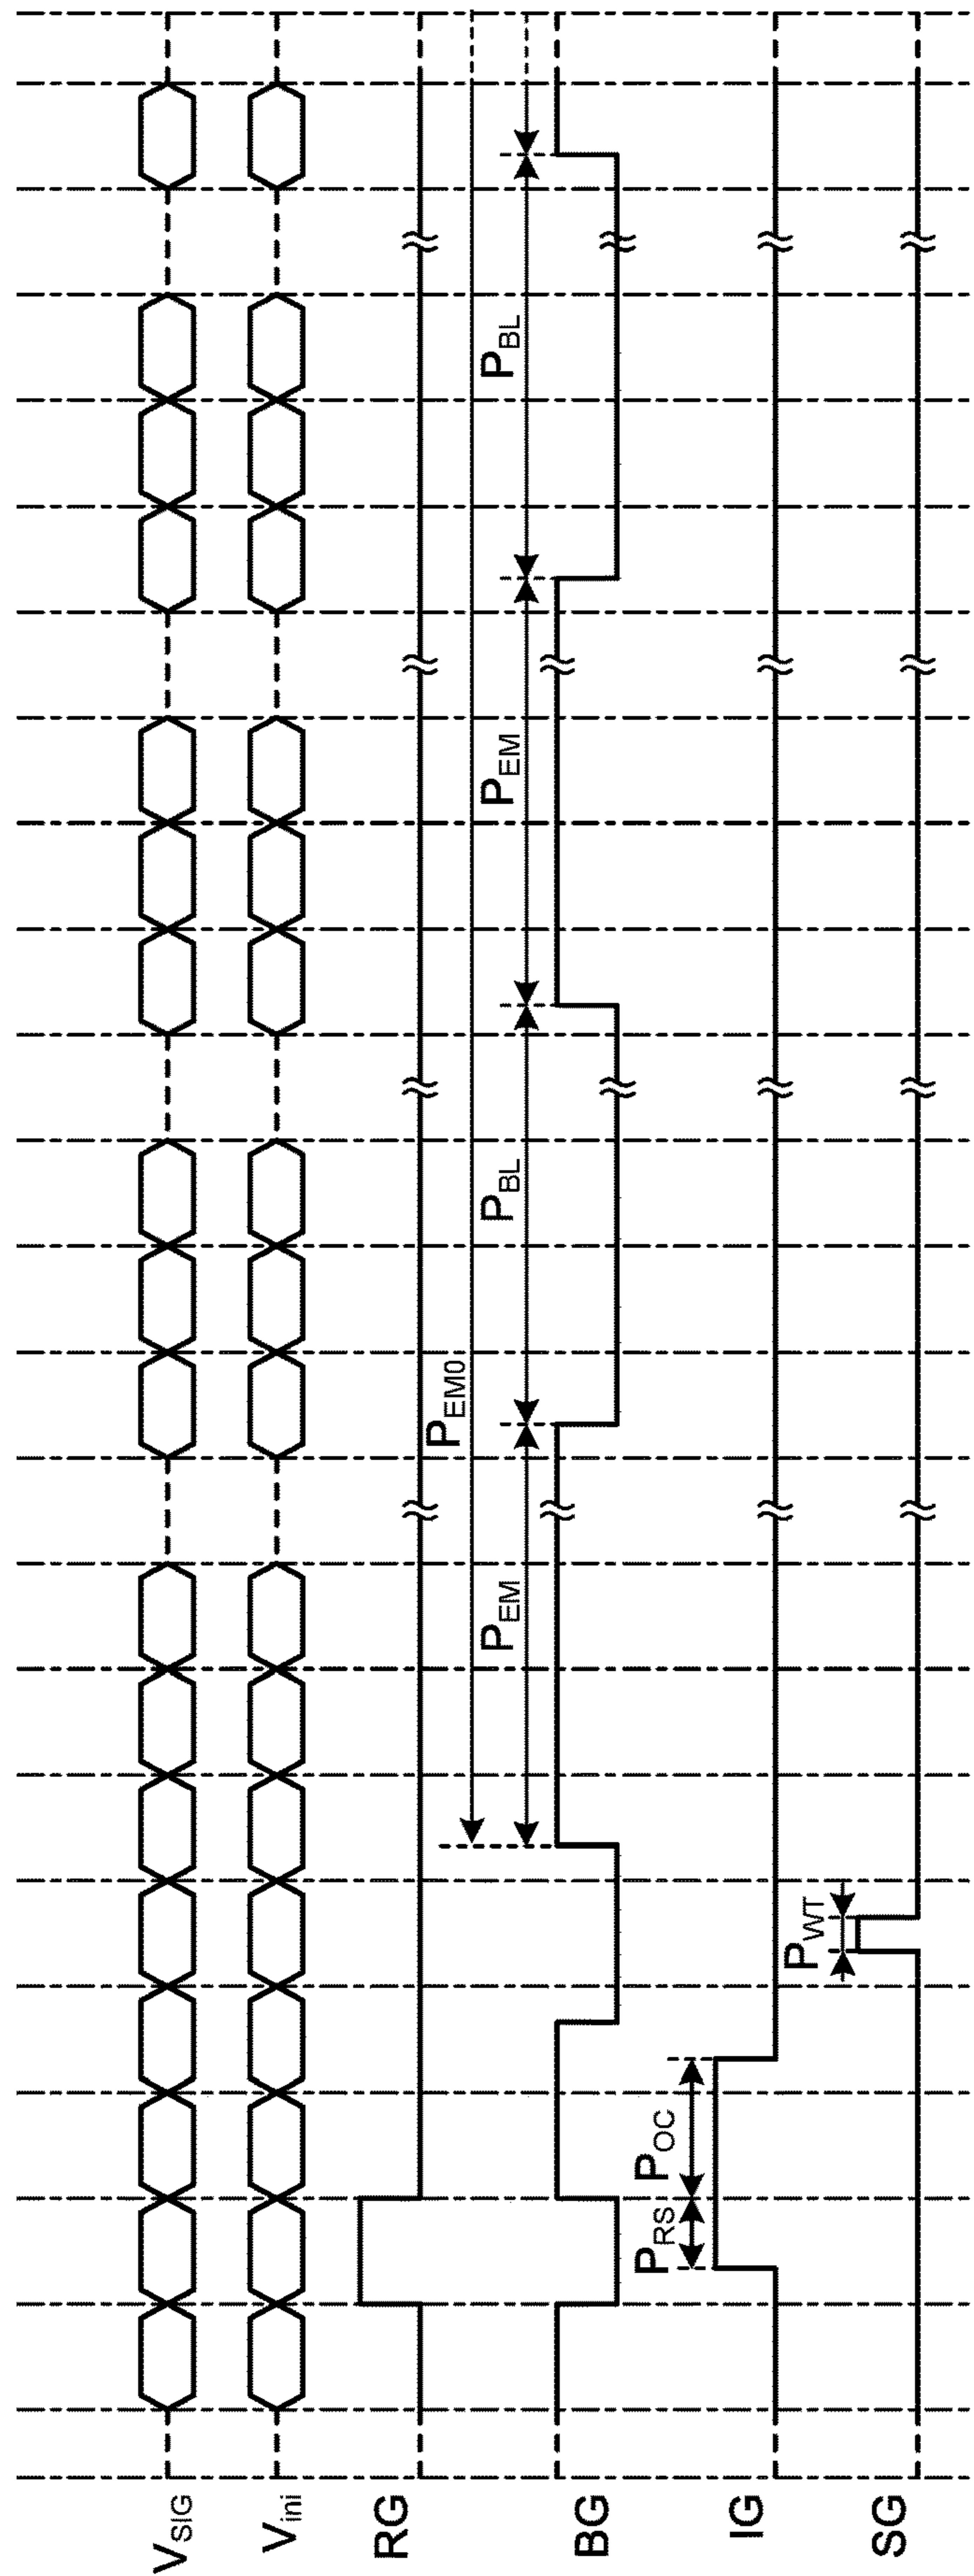 V_SIG
V_ini
RG
P_EM0
P_EM
P_BL
P_EM
P_BL
BG
P_RS
P_OC
IG
P_WT
SG